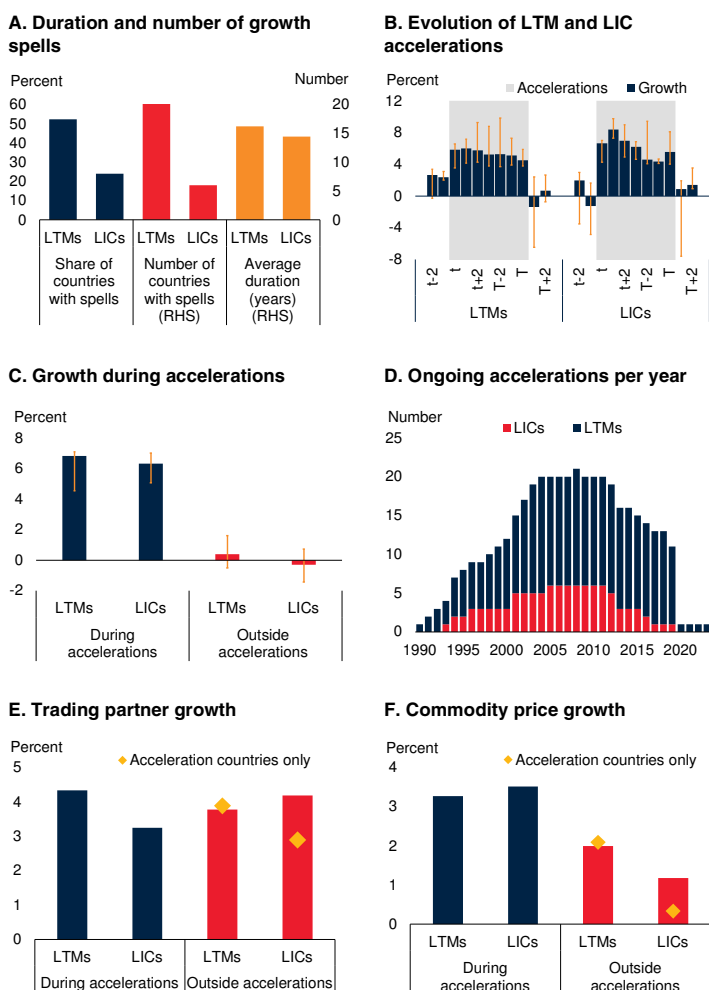 A. Duration and number of growth
spells
Percent
Number
60
50
40
30
20
10
0
20
15
10
5
0
LTMs LICs LTMs LICs LTMs LICs
Share of
countries
with spells
Number of
countries
with spells
(RHS)
Average
duration
(years)
(RHS)
B. Evolution of LTM and LIC
accelerations
Percent
Accelerations Growth
12
8
4
0
-4
-8
t-2
t
t+2
T-2
T
T+2
t-2
t
t+2
T-2
T
T+2
LTMs
LICs
C. Growth during accelerations
Percent
8
6
4
2
0
-2
LTMs LICs LTMs LICs
During
accelerations
Outside
accelerations
D. Ongoing accelerations per year
Number
LICs LTMs
25
20
15
10
5
0
1990 1995 2000 2005 2010 2015 2020
E. Trading partner growth
Percent
Acceleration countries only
5
4
3
2
1
0
LTMs LICs LTMs LICs
During accelerations Outside accelerations
F. Commodity price growth
Percent
Acceleration countries only
4
3
2
1
0
LTMs LICs LTMs LICs
During
accelerations
Outside
accelerations